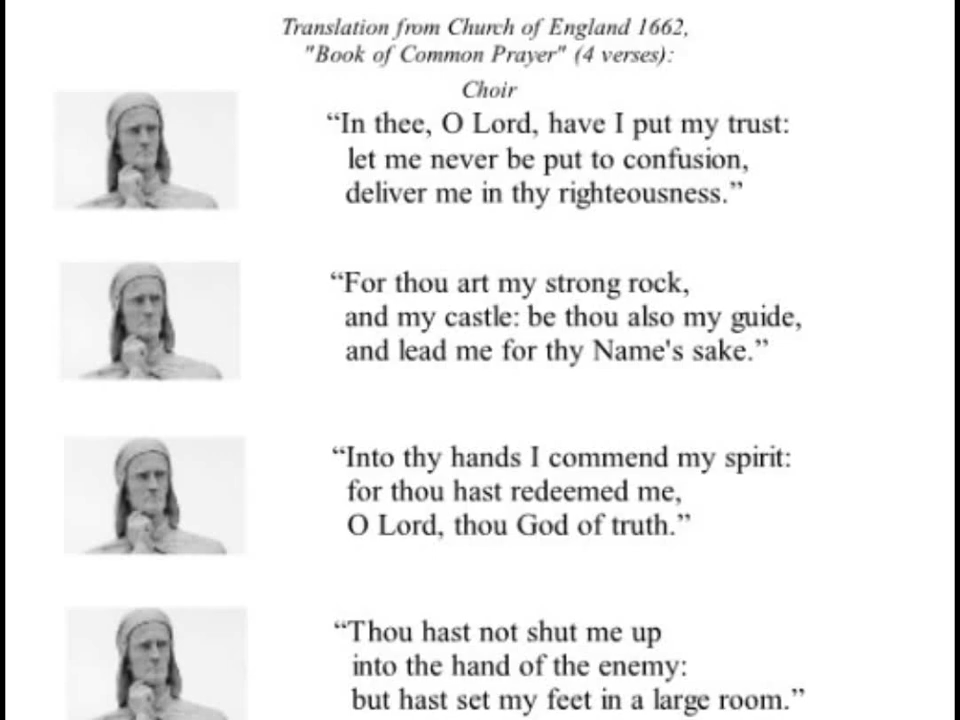 Translation from Church of England 1662,
"Book of Common Prayer" (4 verses):
Choir
“In thee, O Lord, have I put my trust:
let me never be put to confusion,
deliver me in thy righteousness.”
“For thou art my strong rock,
and my castle: be thou also my guide,
and lead me for thy Name's sake.”
“Into thy hands I commend my spirit:
for thou hast redeemed me,
O Lord, thou God of truth.”
“Thou hast not shut me up
into the hand of the enemy:
but hast set my feet in a large room.”